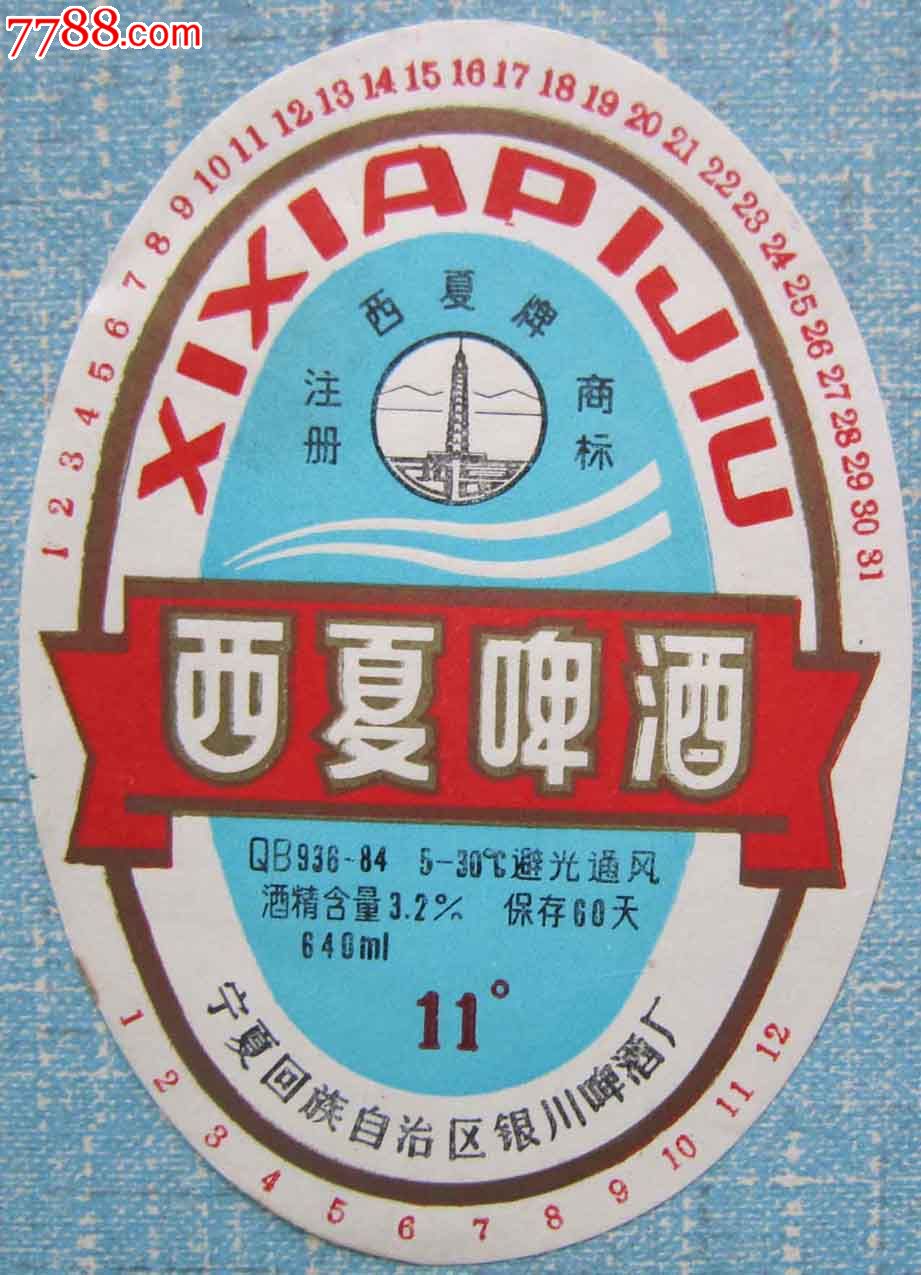 7788.com
1 2 3 4 5 6 7 8 9 10 11 12 13 14 15 16 17 18 19 20 21 22 23 24 25 26 27 28 29 30 31
XIXIAPIJIU
西夏牌
注册 商标
西夏啤酒
QB936-84 5-30℃避光通风
酒精含量3.2% 保存60天
640ml
11°
宁夏回族自治区银川啤酒厂
1 2 3 4 5 6 7 8 9 10 11 12